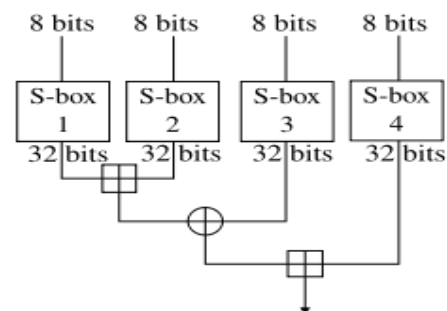 8 bits 8 bits 8 bits 8 bits
S-box S-box S-box S-box
1 2 3 4
32 bits 32 bits 32 bits 32 bits